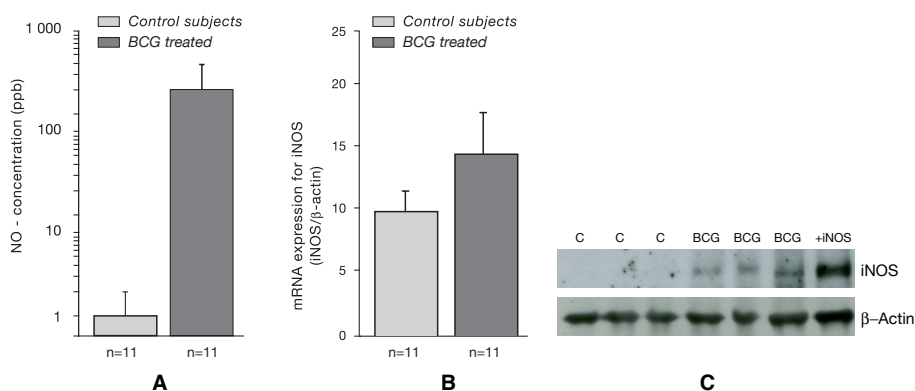 Control subjects
BCG treated
NO - concentration (ppb)
1 000
100
10
1
n=11 n=11
A
Control subjects
BCG treated
mRNA expression for iNOS
(iNOS/β-actin)
25
20
15
10
5
0
n=11 n=11
B
C C C BCG BCG BCG +iNOS
iNOS
β–Actin
C